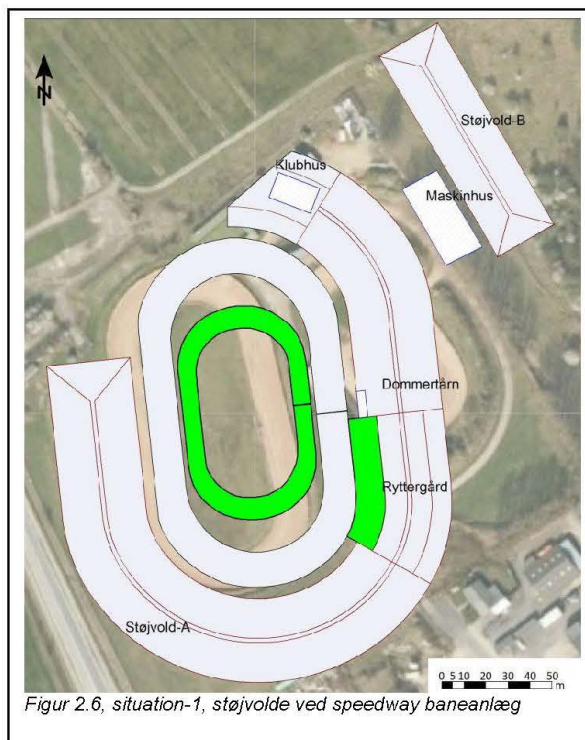 N
Støjvold-B
Klubhus
Maskinhus
Dommertårn
Ryttergård
Støjvold-A
0 5 10 20 30 40 50
m
Figur 2.6, situation-1, støjvolde ved speedway baneanlæg